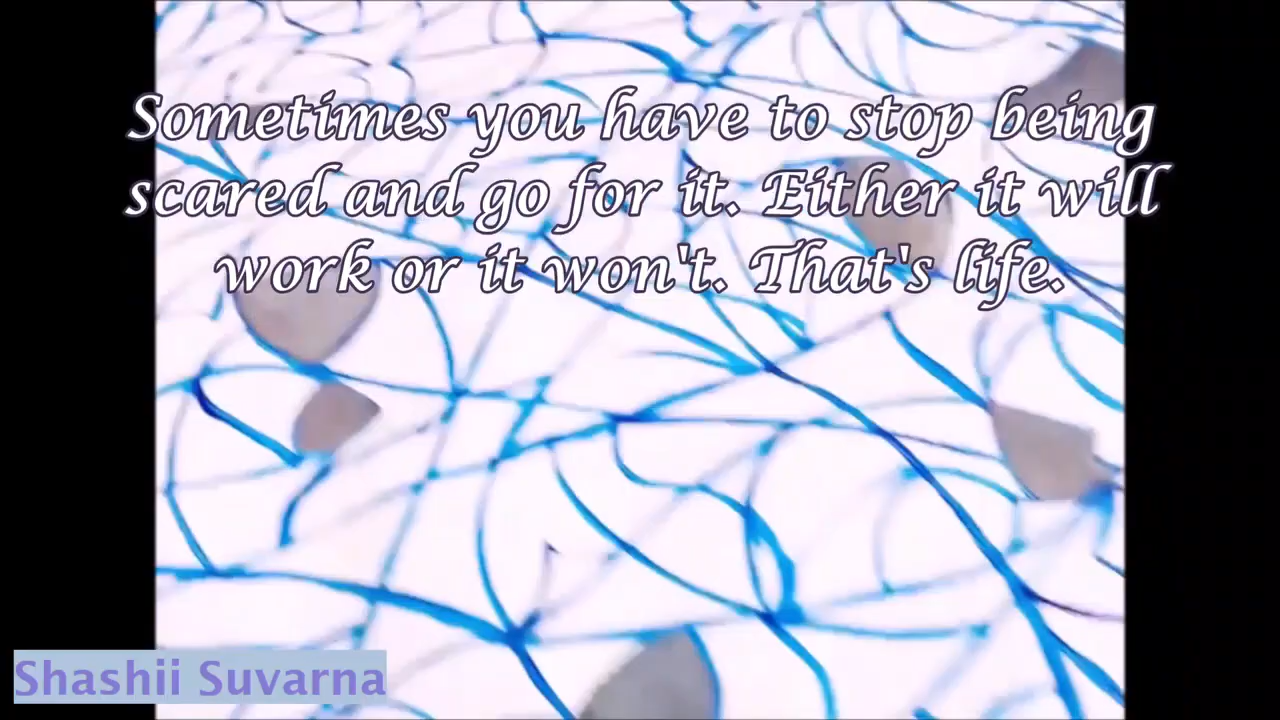 Sometimes you have to stop being
scared and go for it. Either it will
work or it won't. That's life.
Shashii Suvarna